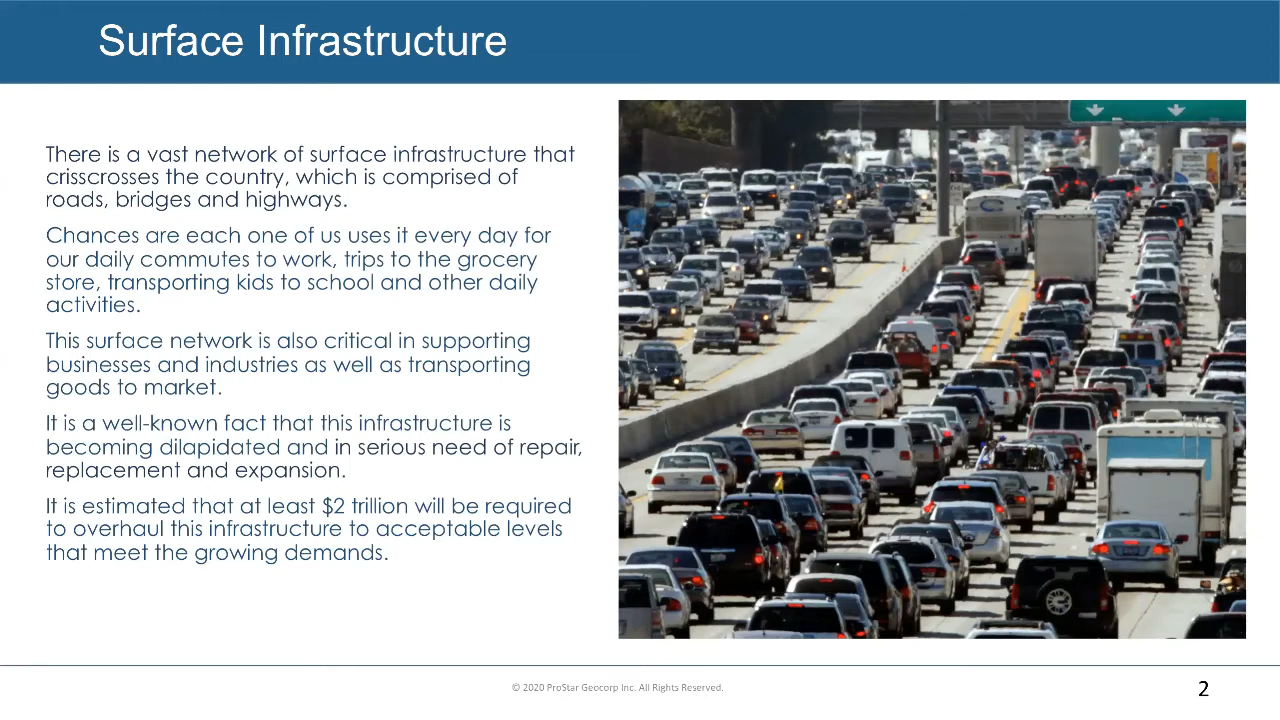 Surface Infrastructure
There is a vast network of surface infrastructure that
crisscrosses the country, which is comprised of
roads, bridges and highways.
Chances are each one of us uses it every day for
our daily commutes to work, trips to the grocery
store, transporting kids to school and other daily
activities.
This surface network is also critical in supporting
businesses and industries as well as transporting
goods to market.
It is a well-known fact that this infrastructure is
becoming dilapidated and in serious need of repair,
replacement and expansion.
It is estimated that at least $2 trillion will be required
to overhaul this infrastructure to acceptable levels
that meet the growing demands.
© 2020 ProStar Geocorp Inc. All Rights Reserved.
2